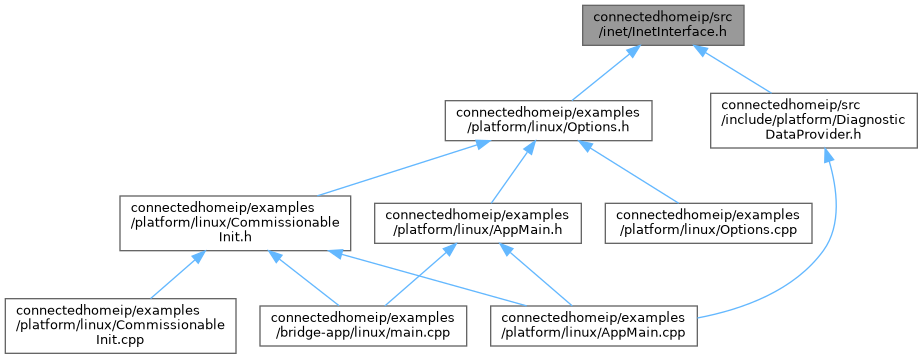 connectedhomeip/src
/inet/InetInterface.h
connectedhomeip/examples
/platform/linux/Options.h
connectedhomeip/src
/include/platform/Diagnostic
DataProvider.h
connectedhomeip/examples
/platform/linux/Commissionable
Init.h
connectedhomeip/examples
/platform/linux/AppMain.h
connectedhomeip/examples
/platform/linux/Options.cpp
connectedhomeip/examples
/platform/linux/Commissionable
Init.cpp
connectedhomeip/examples
/bridge-app/linux/main.cpp
connectedhomeip/examples
/platform/linux/AppMain.cpp